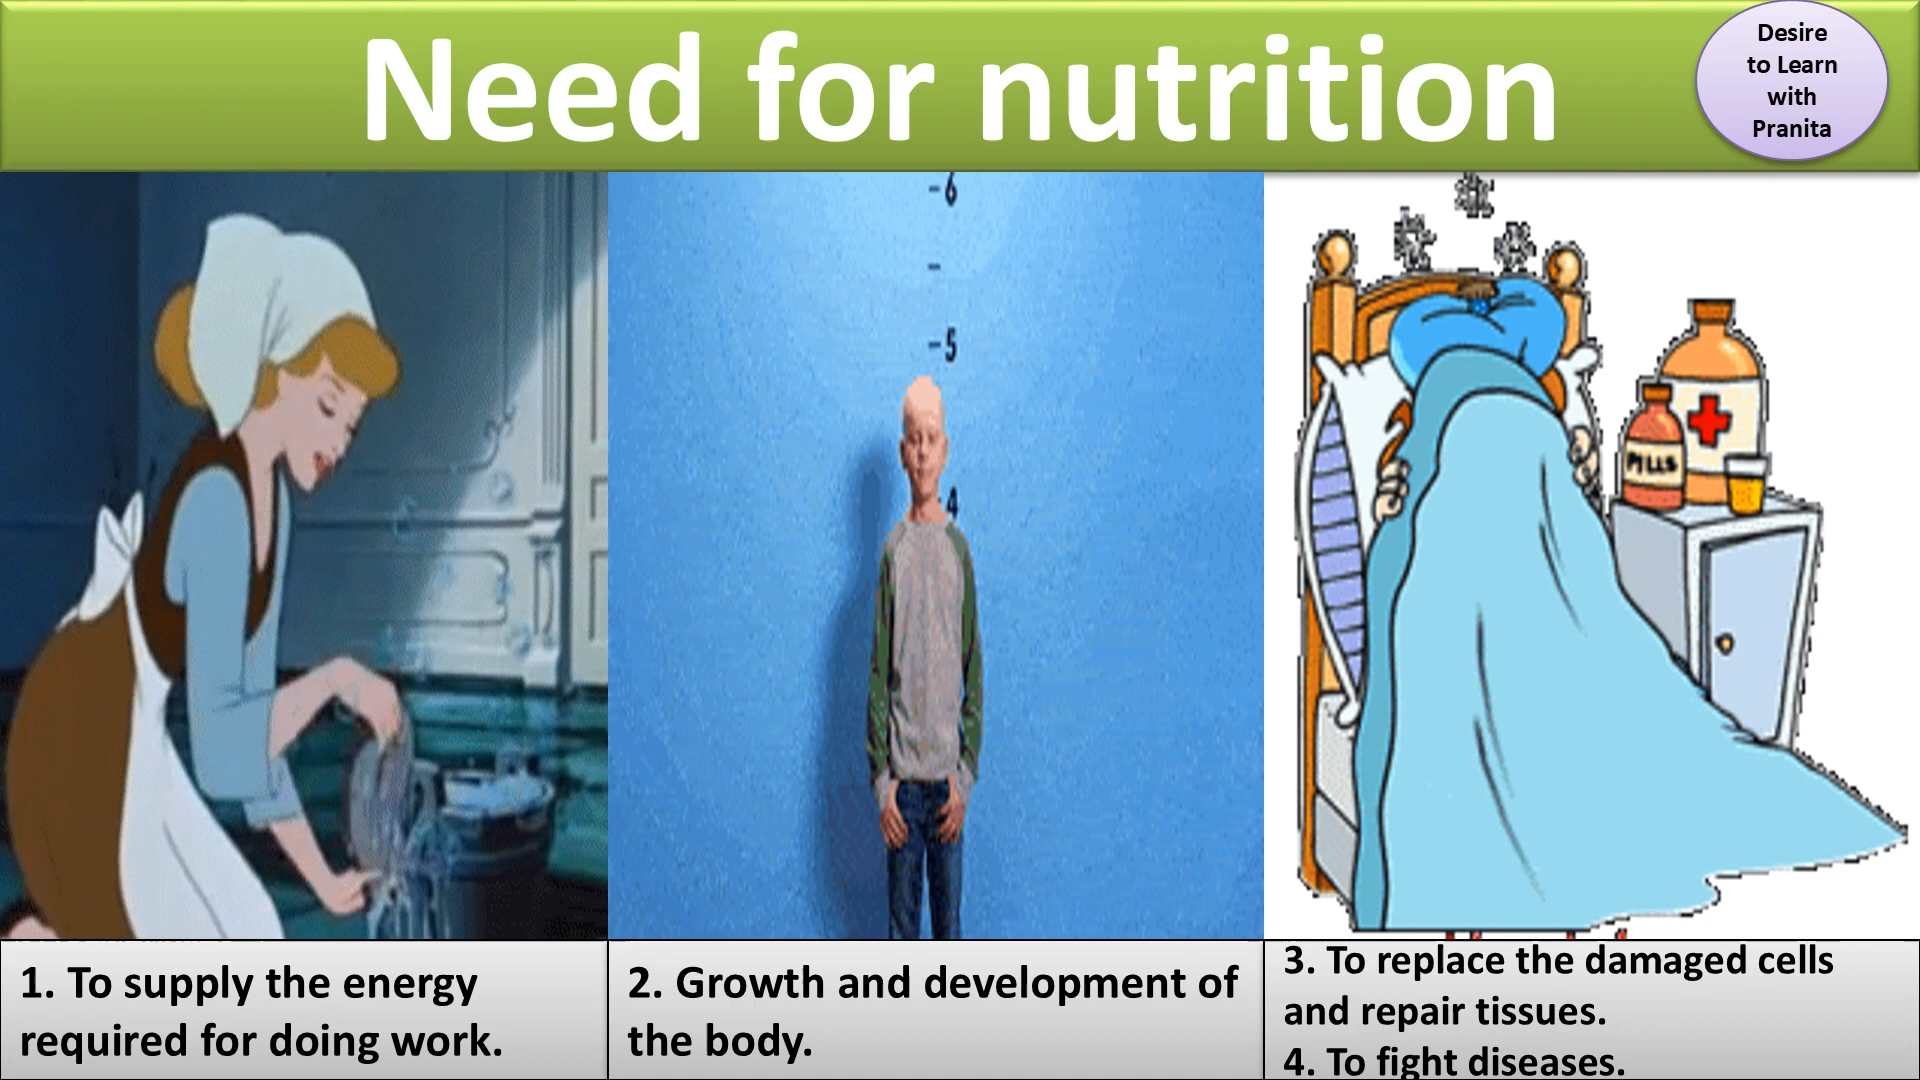 Need for nutrition
Desire
to Learn
with
Pranita
6
5
4
PILLS
1. To supply the energy
required for doing work.
2. Growth and development of
the body.
3. To replace the damaged cells
and repair tissues.
4. To fight diseases.